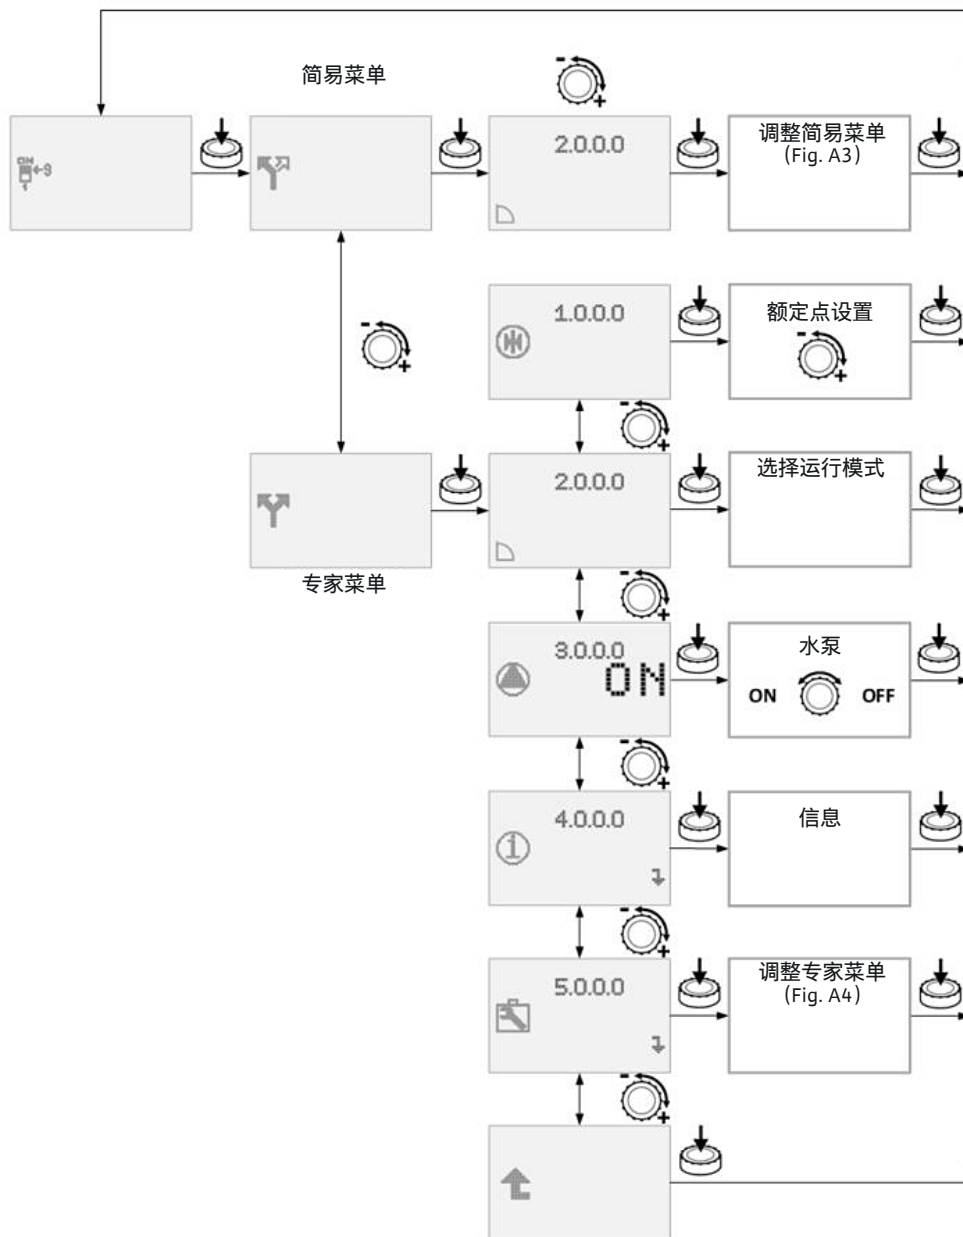 简易菜单
- +
ON
←9
1
2.0.0.0
调整简易菜单
(Fig. A3)
1.0.0.0
额定点设置
- +
- +
- +
2.0.0.0
选择运行模式
专家菜单
- +
3.0.0.0
ON
水泵
ON OFF
- +
4.0.0.0
i
信息
- +
5.0.0.0
调整专家菜单
(Fig. A4)
- +